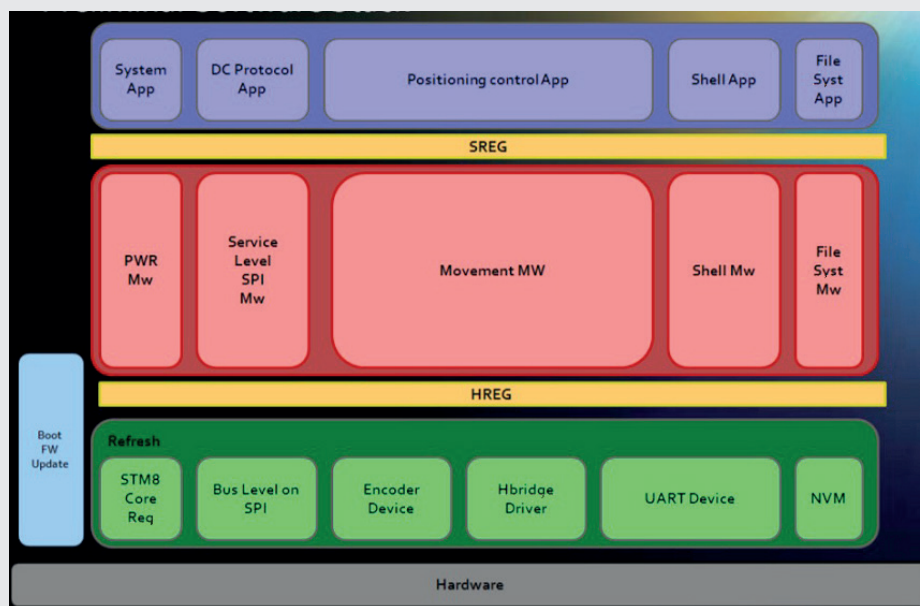 System
App
DC Protocol
App
Positioning control App
Shell App
File
Syst
App
SREG
PWR
Mw
Service
Level
SPI
Mw
Movement MW
Shell Mw
File
Syst
Mw
HREG
Boot
FW
Update
Refresh
STM8
Core
Req
Bus Level on
SPI
Encoder
Device
Hbridge
Driver
UART Device
NVM
Hardware